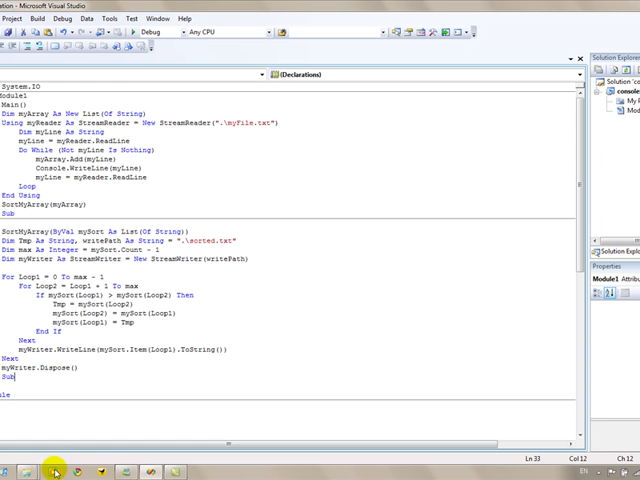 ation - Microsoft Visual Studio
Project Build Debug Data Tools Test Window Help
Debug Any CPU
(Declarations)
System.IO
odule1
Main()
Dim myArray As New List(Of String)
Using myReader As StreamReader = New StreamReader(".\myFile.txt")
Dim myLine As String
myLine = myReader.ReadLine
Do While (Not myLine Is Nothing)
myArray.Add(myLine)
Console.WriteLine(myLine)
myLine = myReader.ReadLine
Loop
End Using
SortMyArray(myArray)
Sub
SortMyArray(ByVal mySort As List(Of String))
Dim Tmp As String, writePath As String = ".\sorted.txt"
Dim max As Integer = mySort.Count - 1
Dim myWriter As StreamWriter = New StreamWriter(writePath)
For Loop1 = 0 To max - 1
For Loop2 = Loop1 + 1 To max
If mySort(Loop1) > mySort(Loop2) Then
Tmp = mySort(Loop2)
mySort(Loop2) = mySort(Loop1)
mySort(Loop1) = Tmp
End If
Next
myWriter.WriteLine(mySort.Item(Loop1).ToString())
Next
myWriter.Dispose()
Sub
ule
Solution Explorer
Solution 'co
console
My P
Mod
Solution Explo
Properties
Module1 Attribu
Ln 33 Col 12 Ch 12
EN